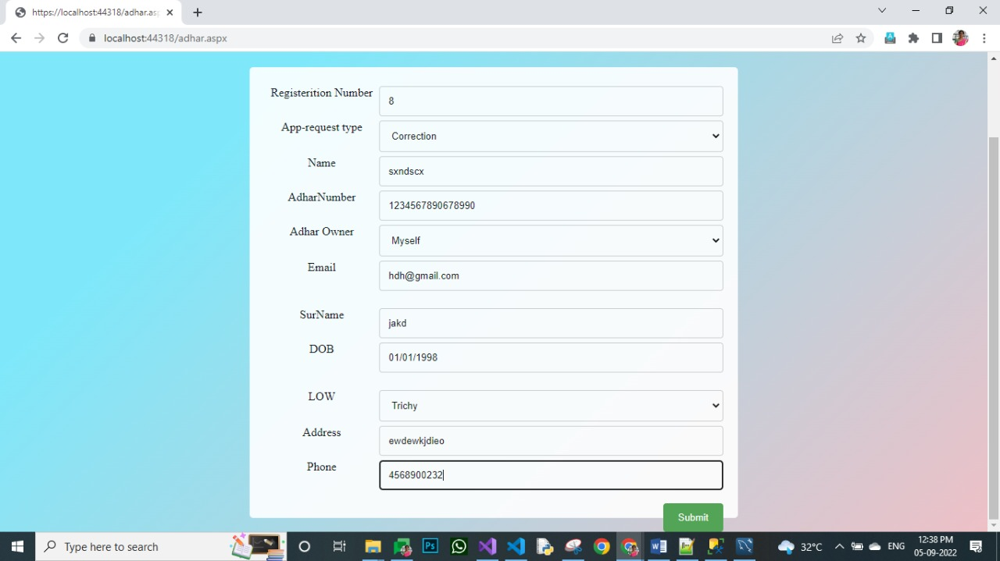 https://localhost:44318/adhar.as
localhost:44318/adhar.aspx
Registerition Number 8
App-request type Correction
Name sxndscx
AdharNumber 1234567890678990
Adhar Owner Myself
Email hdh@gmail.com
SurName jakd
DOB 01/01/1998
LOW Trichy
Address ewdewkjdieo
Phone 4568900232
Submit
Type here to search
Ps
W
32°C
ENG
12:38 PM
05-09-2022